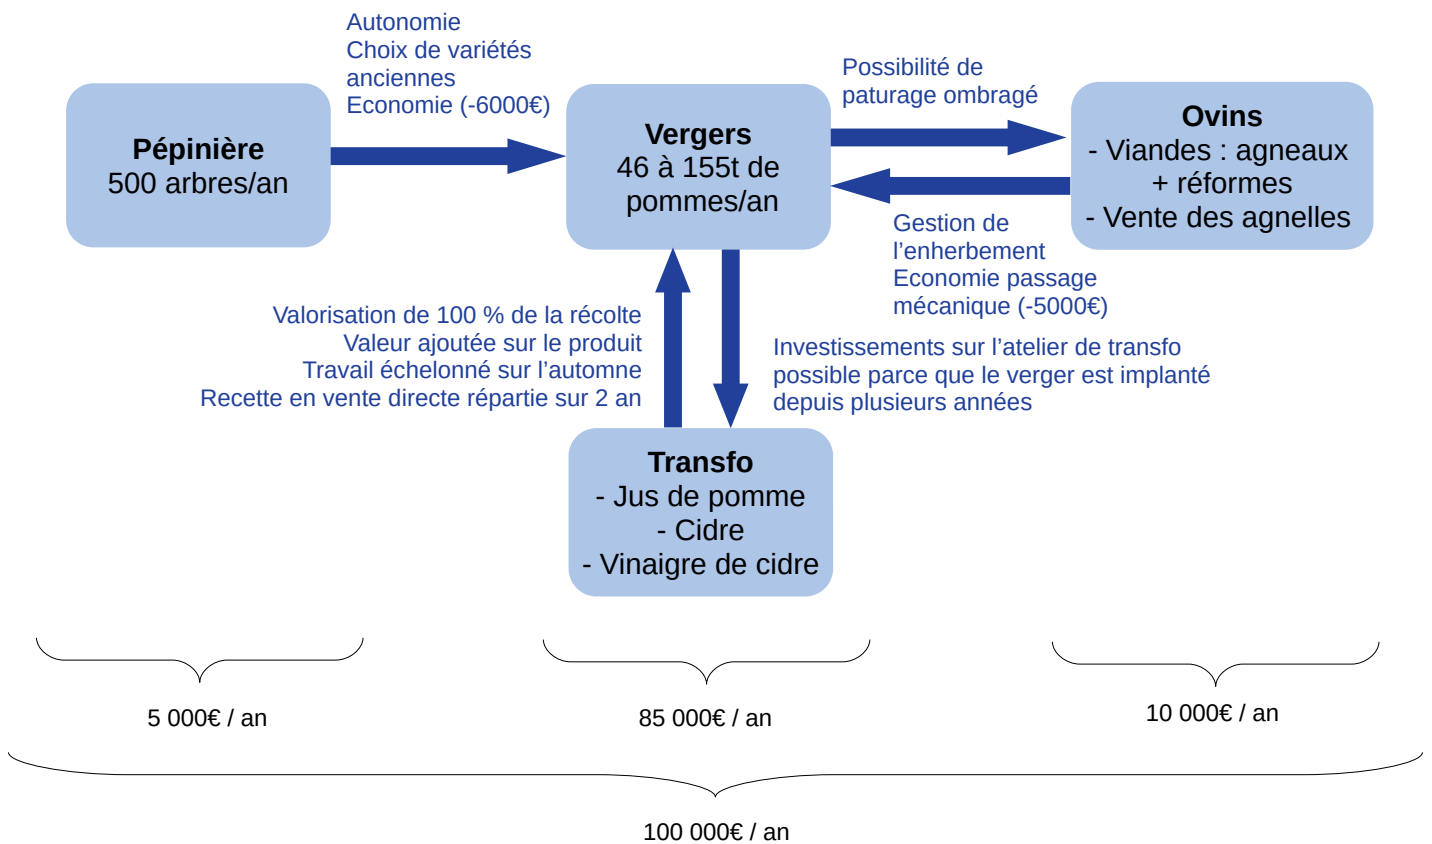 Autonomie
Choix de variétés
anciennes
Economie (-6000€)
Pépinière
500 arbres/an
Vergers
46 à 155t de
pommes/an
Possibilité de
paturage ombragé
Ovins
- Viandes : agneaux
+ réformes
- Vente des agnelles
Gestion de
l’enherbement
Economie passage
mécanique (-5000€)
Valorisation de 100 % de la récolte
Valeur ajoutée sur le produit
Travail échelonné sur l’automne
Recette en vente directe répartie sur 2 an
Investissements sur l’atelier de transfo
possible parce que le verger est implanté
depuis plusieurs années
Transfo
- Jus de pomme
- Cidre
- Vinaigre de cidre
5 000€ / an
85 000€ / an
10 000€ / an
100 000€ / an